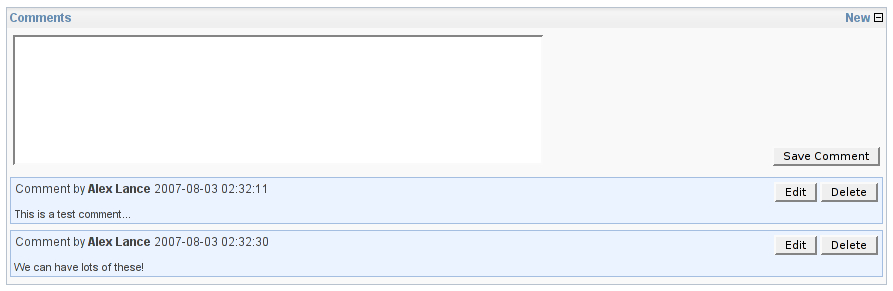 Comments New
Save Comment
Comment by Alex Lance 2007-08-03 02:32:11 Edit Delete
This is a test comment...
Comment by Alex Lance 2007-08-03 02:32:30 Edit Delete
We can have lots of these!